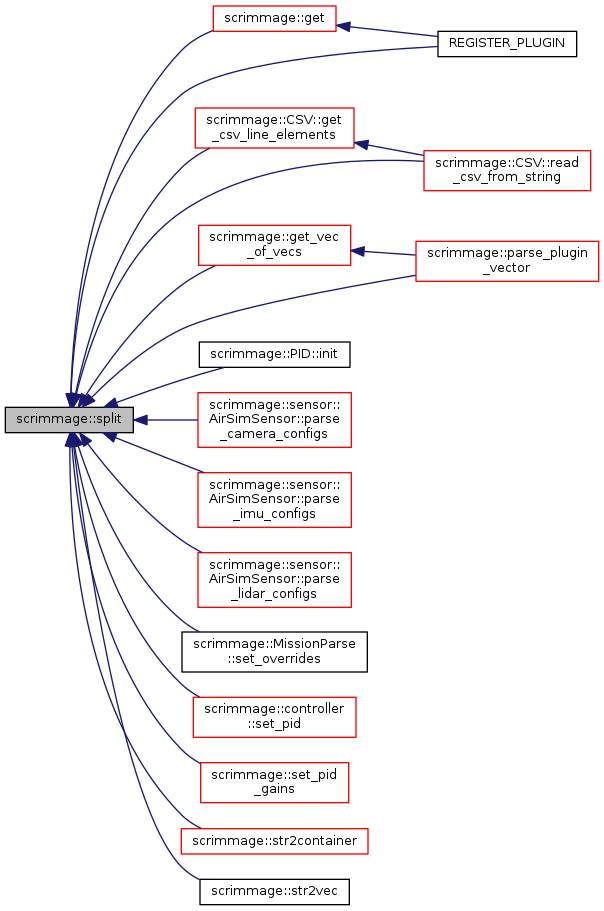 scrimmage::get
REGISTER_PLUGIN
scrimmage::CSV::get
_csv_line_elements
scrimmage::CSV::read
_csv_from_string
scrimmage::get_vec
_of_vecs
scrimmage::parse_plugin
_vector
scrimmage::PID::init
scrimmage::split
scrimmage::sensor::
AirSimSensor::parse
_camera_configs
scrimmage::sensor::
AirSimSensor::parse
_imu_configs
scrimmage::sensor::
AirSimSensor::parse
_lidar_configs
scrimmage::MissionParse
::set_overrides
scrimmage::controller
::set_pid
scrimmage::set_pid
_gains
scrimmage::str2container
scrimmage::str2vec